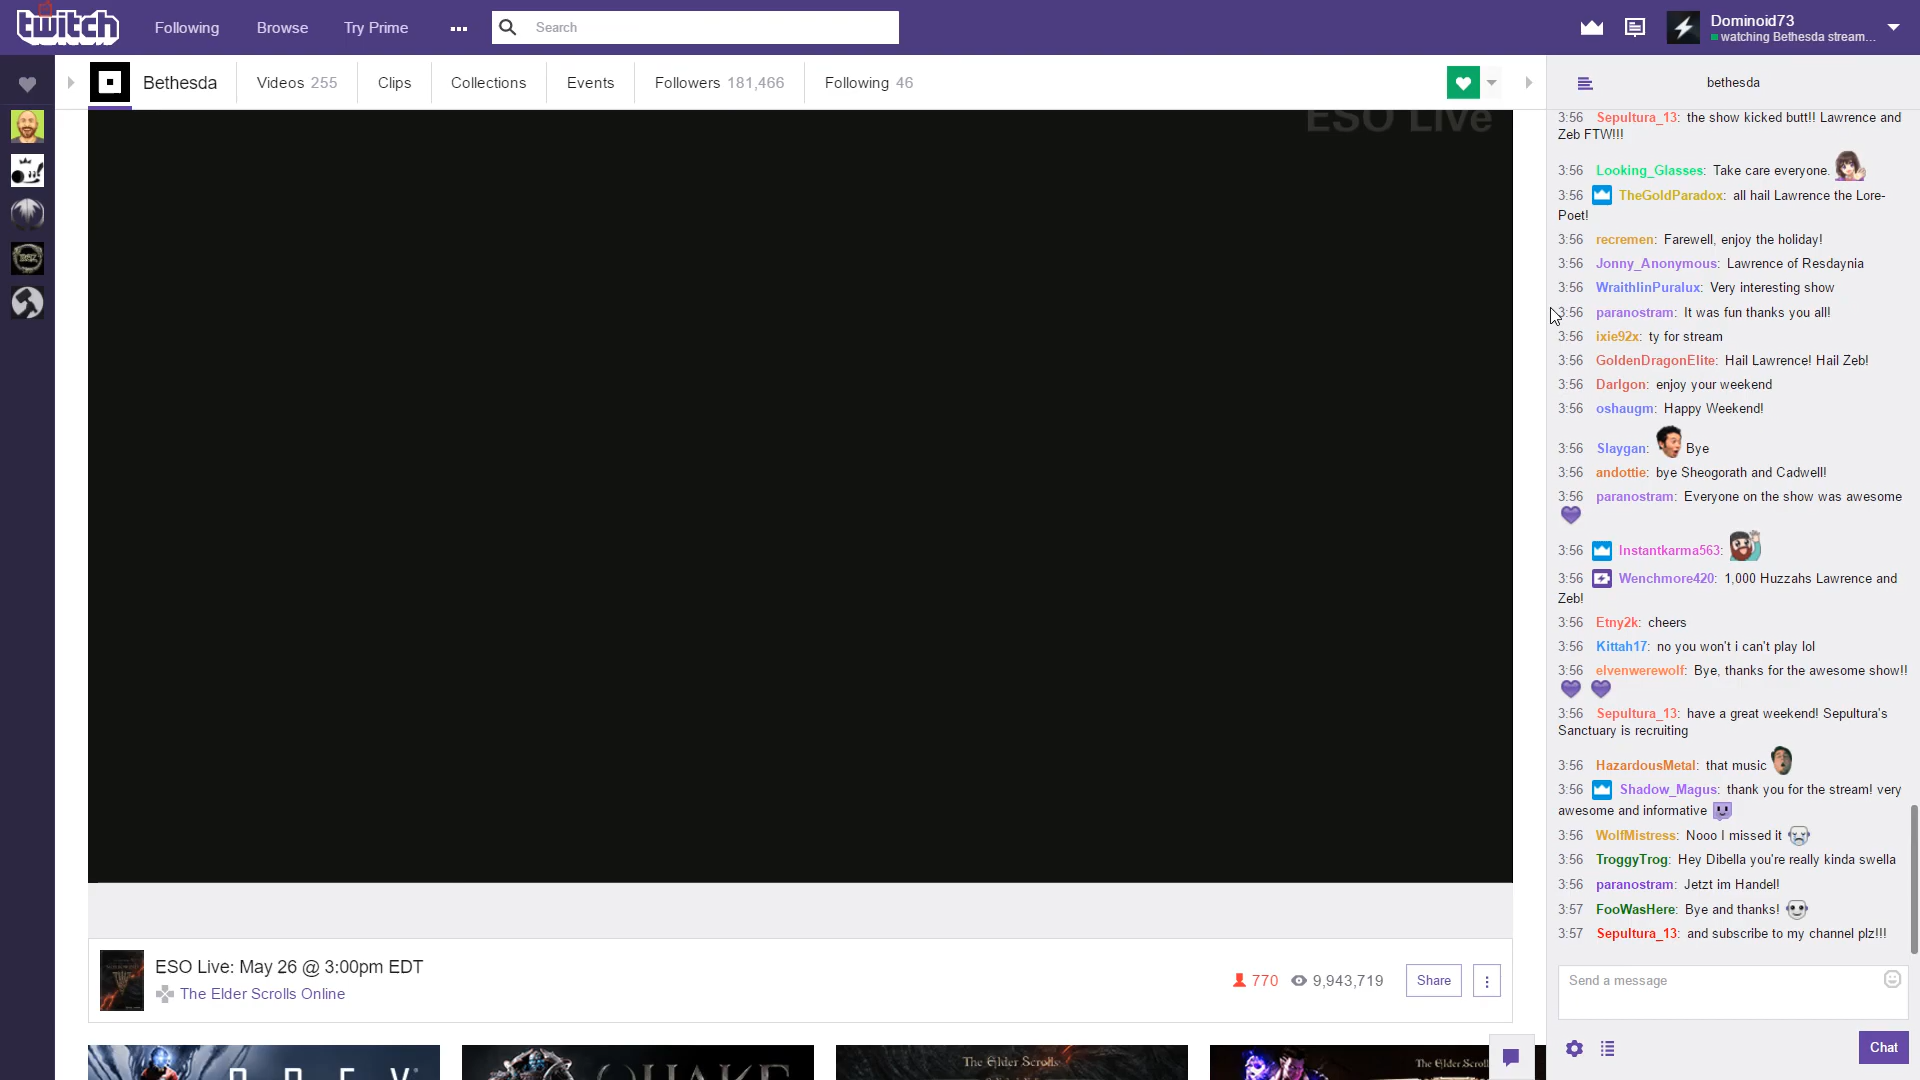 twitch
Following
Browse
Try Prime
Search
Dominoid73
watching Bethesda stream...
Bethesda
Videos 255
Clips
Collections
Events
Followers 181,466
Following 46
bethesda
ESO Live
3:56 Sepultura_13: the show kicked butt!! Lawrence and
Zeb FTW!!!
3:56 Looking_Glasses: Take care everyone.
3:56 TheGoldParadox: all hail Lawrence the Lore-
Poet!
3:56 recremen: Farewell, enjoy the holiday!
3:56 Jonny_Anonymous: Lawrence of Resdaynia
3:56 WraithlinPuralux: Very interesting show
3:56 paranostram: It was fun thanks you all!
3:56 ixie92x: ty for stream
3:56 GoldenDragonElite: Hail Lawrence! Hail Zeb!
3:56 Darlgon: enjoy your weekend
3:56 oshaugm: Happy Weekend!
3:56 Slaygan: Bye
3:56 andottie: bye Sheogorath and Cadwell!
3:56 paranostram: Everyone on the show was awesome
3:56 Instantkarma563:
3:56 Wenchmore420: 1,000 Huzzahs Lawrence and
Zeb!
3:56 Etny2k: cheers
3:56 Kittah17: no you won't i can't play lol
3:56 elvenwerewolf: Bye, thanks for the awesome show!!
3:56 Sepultura_13: have a great weekend! Sepultura's
Sanctuary is recruiting
3:56 HazardousMetal: that music
3:56 Shadow_Magus: thank you for the stream! very
awesome and informative
3:56 WolfMistress: Nooo I missed it
3:56 TroggyTrog: Hey Dibella you're really kinda swella
3:56 paranostram: Jetzt im Handel!
3:57 FooWasHere: Bye and thanks!
3:57 Sepultura_13: and subscribe to my channel plz!!!
ESO Live: May 26 @ 3:00pm EDT
The Elder Scrolls Online
770
9,943,719
Share
Send a message
Chat
PREY
QUAKE
The Elder Scrolls
The Elder Scrolls